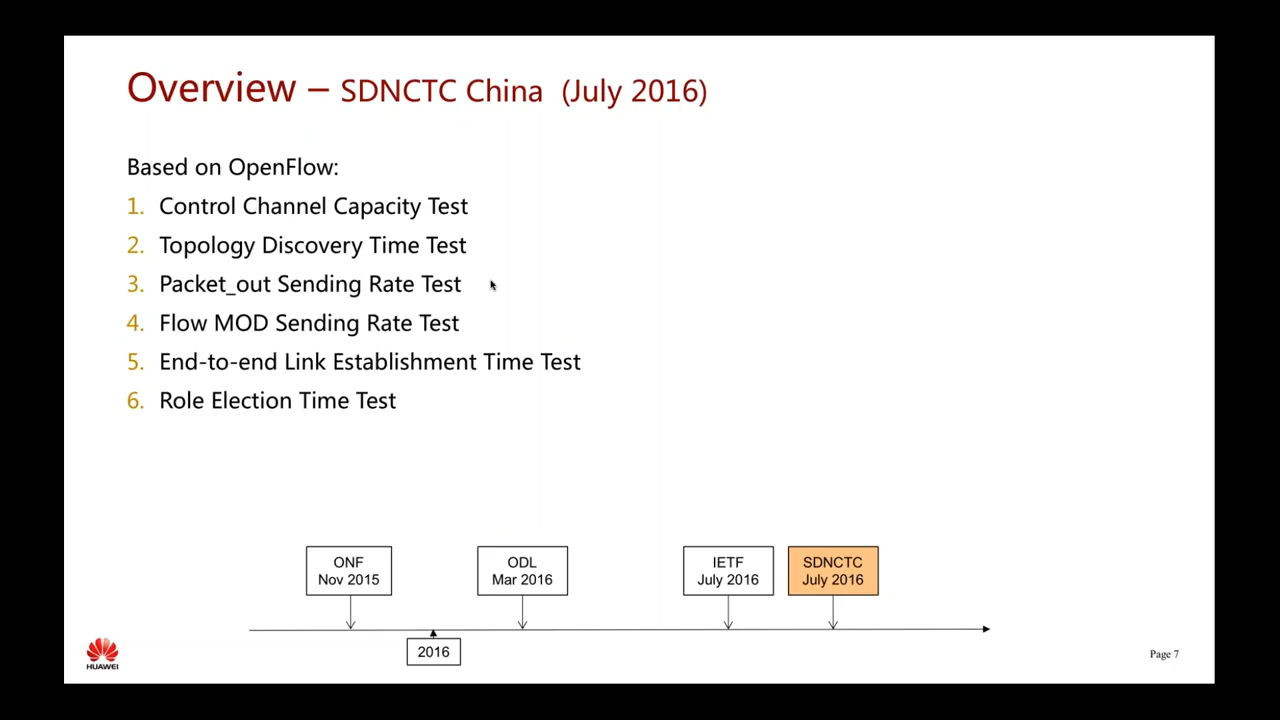 Overview – SDNCTC China (July 2016)
Based on OpenFlow:
1. Control Channel Capacity Test
2. Topology Discovery Time Test
3. Packet_out Sending Rate Test
4. Flow MOD Sending Rate Test
5. End-to-end Link Establishment Time Test
6. Role Election Time Test
ONF
Nov 2015
ODL
Mar 2016
IETF
July 2016
SDNCTC
July 2016
2016
HUAWEI
Page 7